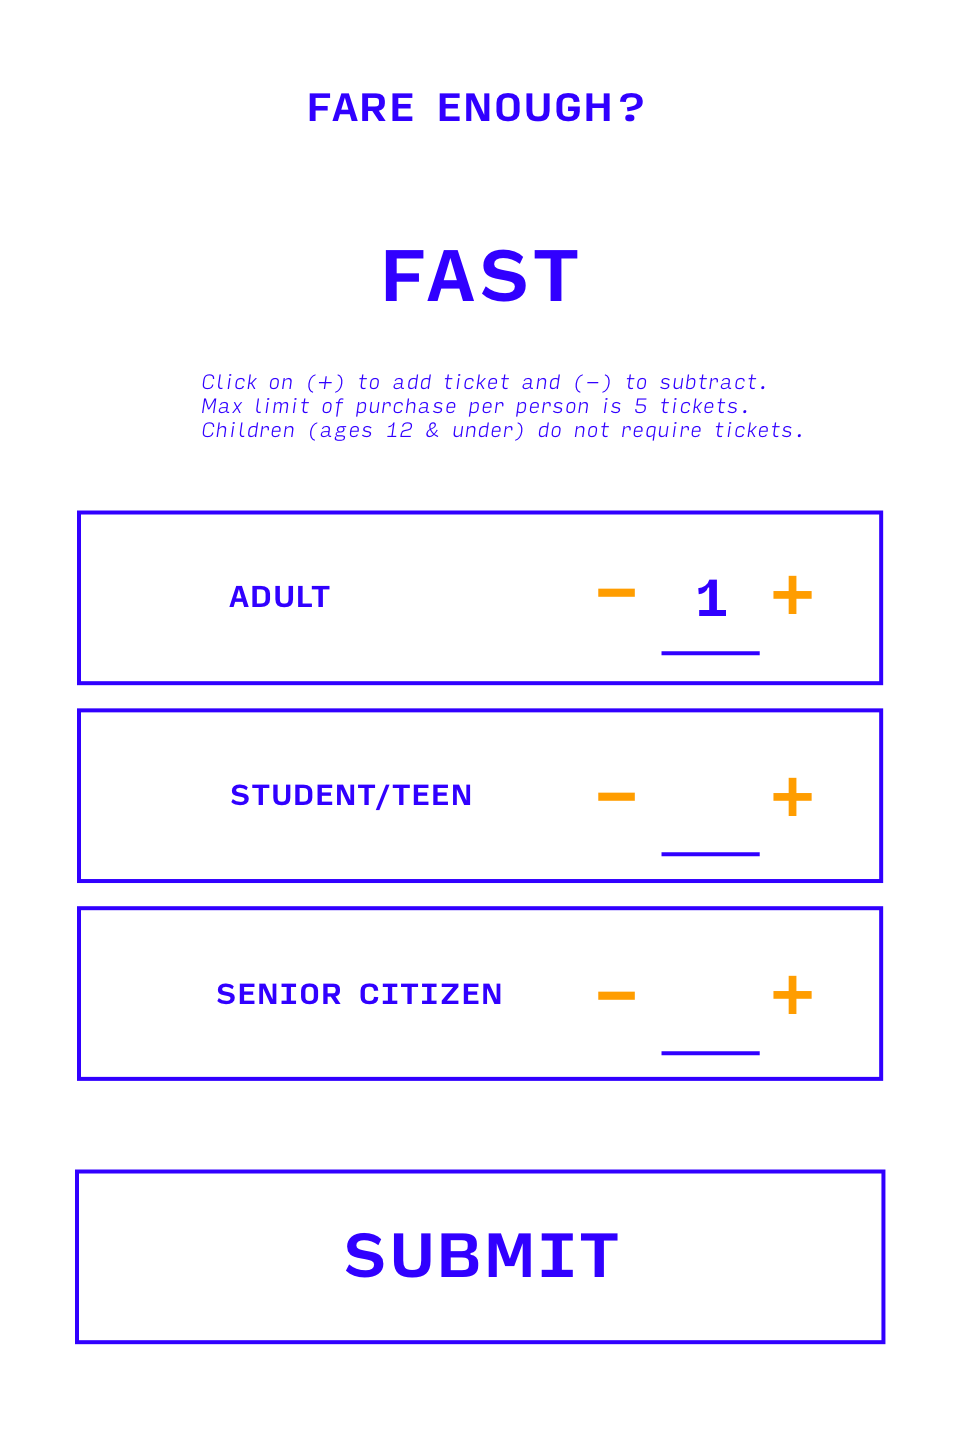 FARE ENOUGH?
FAST
Click on (+) to add ticket and (−) to subtract.
Max limit of purchase per person is 5 tickets.
Children (ages 12 & under) do not require tickets.
ADULT − 1 +
STUDENT/TEEN − +
SENIOR CITIZEN − +
SUBMIT